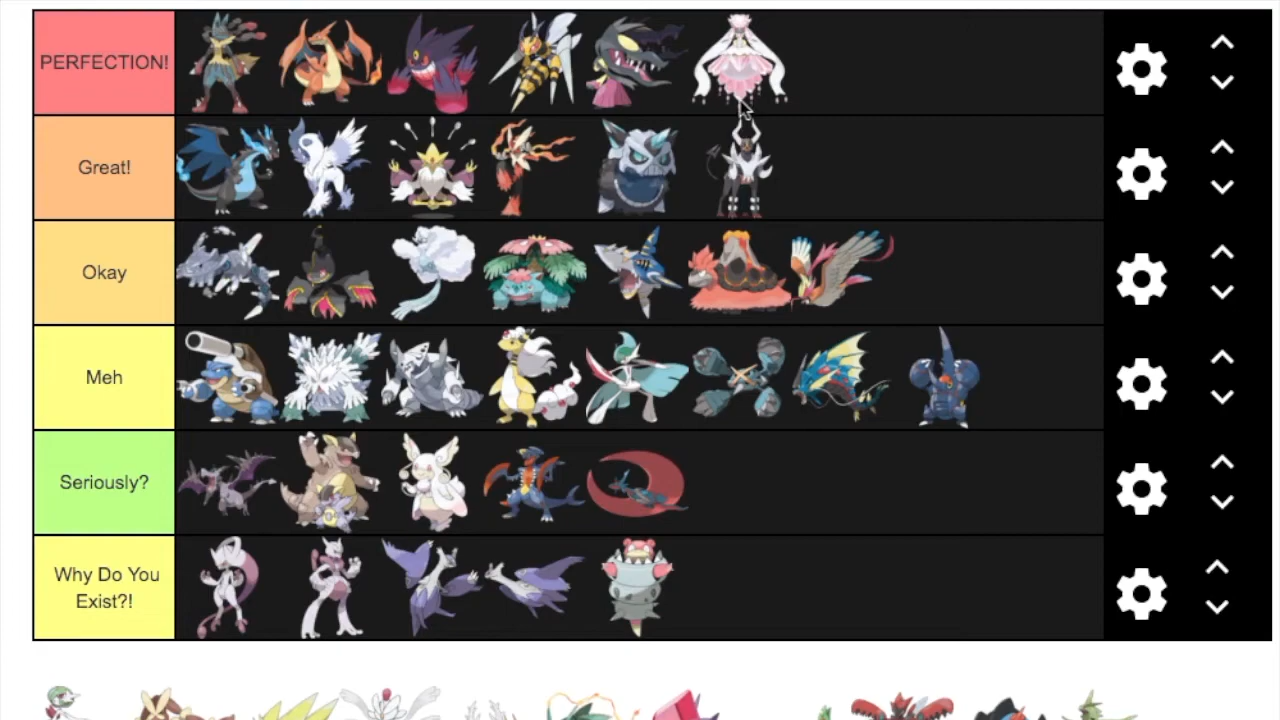 PERFECTION!
Great!
Okay
Meh
Seriously?
Why Do You
Exist?!